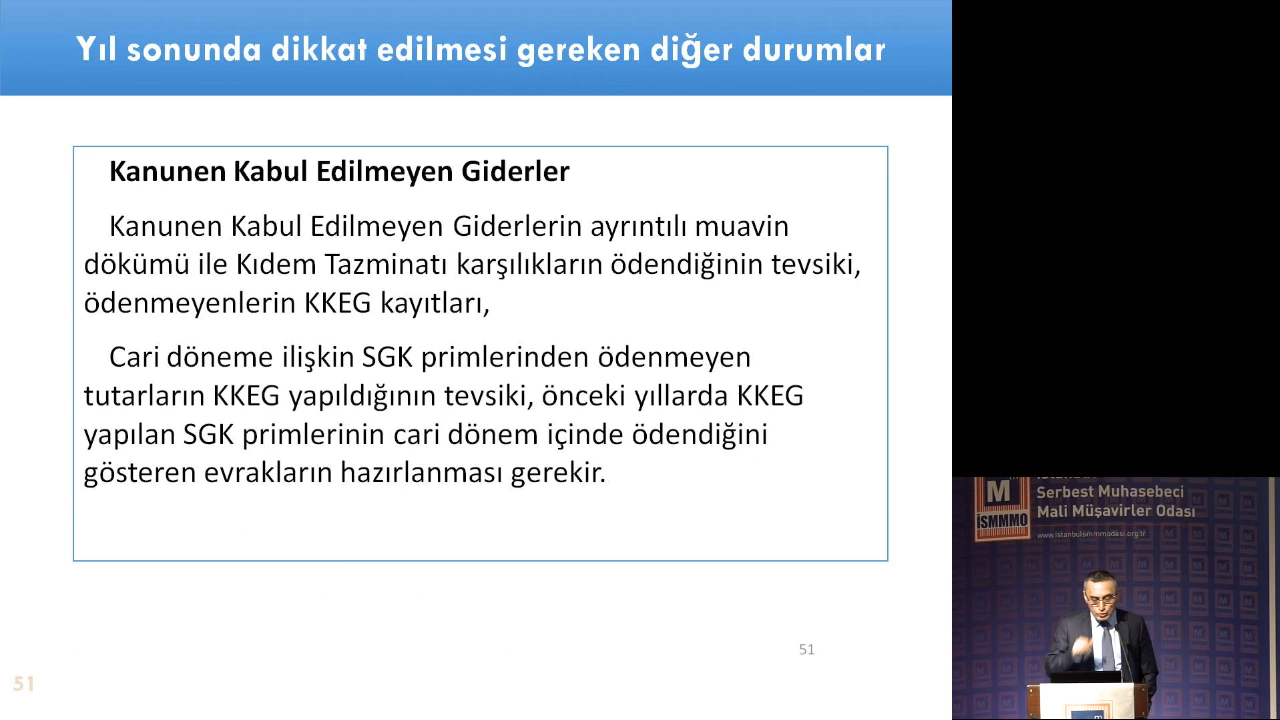 Yıl sonunda dikkat edilmesi gereken diğer durumlar
Kanunen Kabul Edilmeyen Giderler
Kanunen Kabul Edilmeyen Giderlerin ayrıntılı muavin
dökümü ile Kıdem Tazminatı karşılıkların ödendiğinin tevsiki,
ödenmeyenlerin KKEG kayıtları,
Cari döneme ilişkin SGK primlerinden ödenmeyen
tutarların KKEG yapıldığının tevsiki, önceki yıllarda KKEG
yapılan SGK primlerinin cari dönem içinde ödendiğini
gösteren evrakların hazırlanması gerekir.
51
51
M
İSMMMO
Serbest Muhasebeci
Mali Müşavirler Odası
www.istanbulsmmmodasi.org.tr